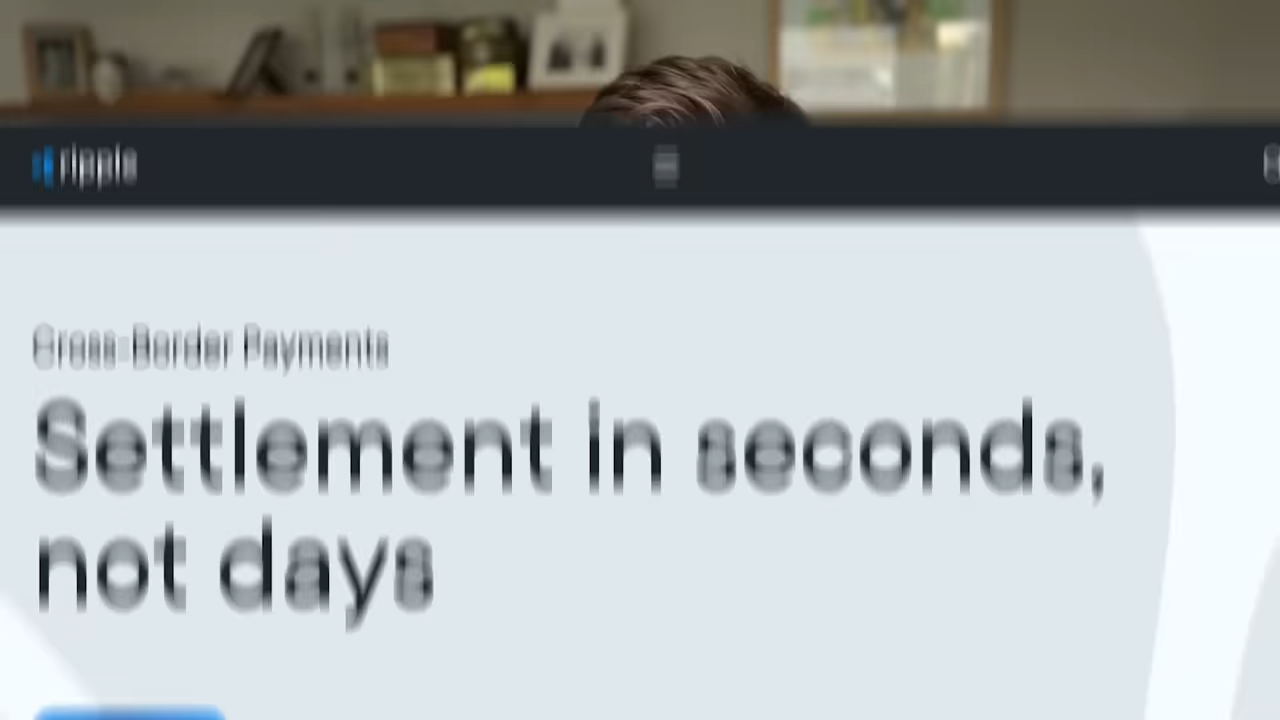 ripple
Cross-Border Payments
Settlement in seconds,
not days